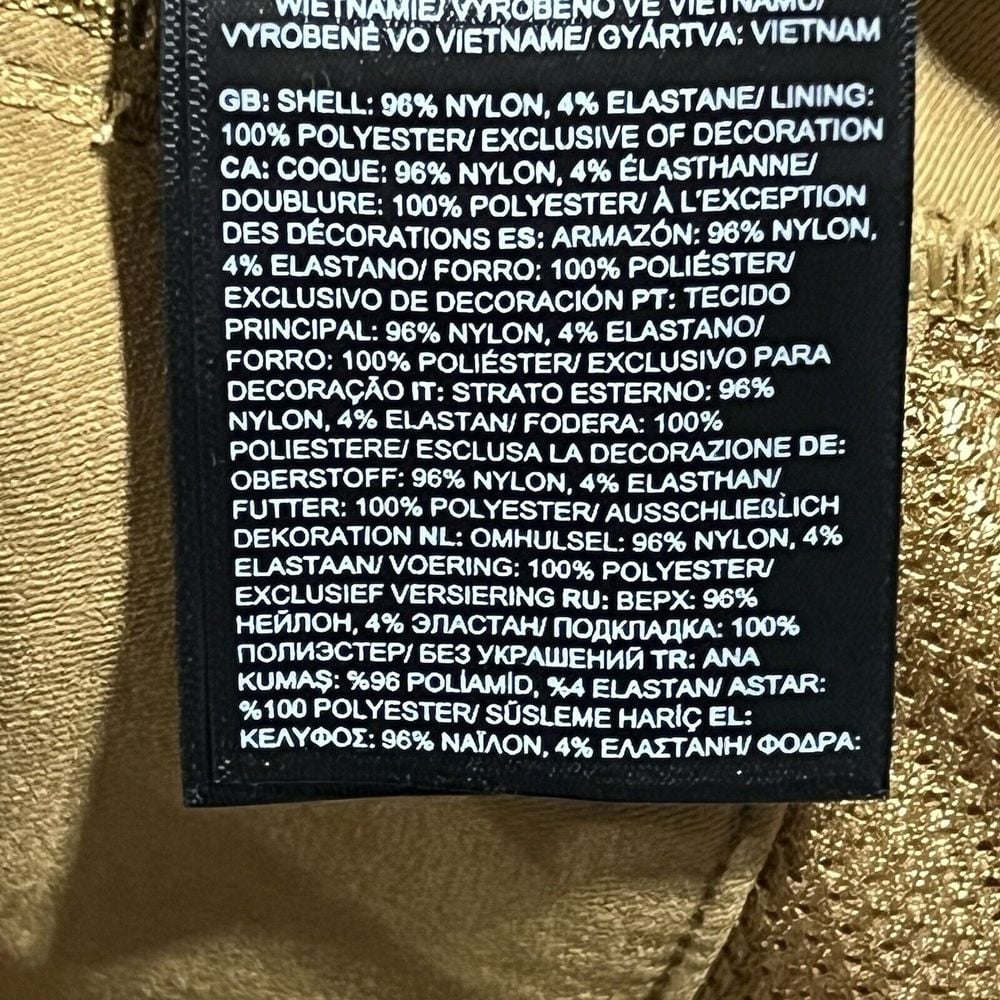 WIETNAMIE/ VYROBENO VE VIETNAMU/
VYROBENÉ VO VIETNAME/ GYÁRTVA: VIETNAM
GB: SHELL: 96% NYLON, 4% ELASTANE/ LINING:
100% POLYESTER/ EXCLUSIVE OF DECORATION
CA: COQUE: 96% NYLON, 4% ÉLASTHANNE/
DOUBLURE: 100% POLYESTER/ À L'EXCEPTION
DES DÉCORATIONS ES: ARMAZÓN: 96% NYLON,
4% ELASTANO/ FORRO: 100% POLIÉSTER/
EXCLUSIVO DE DECORACIÓN PT: TECIDO
PRINCIPAL: 96% NYLON, 4% ELASTANO/
FORRO: 100% POLIÉSTER/ EXCLUSIVO PARA
DECORAÇÃO IT: STRATO ESTERNO: 96%
NYLON, 4% ELASTAN/ FODERA: 100%
POLIESTERE/ ESCLUSA LA DECORAZIONE DE:
OBERSTOFF: 96% NYLON, 4% ELASTHAN/
FUTTER: 100% POLYESTER/ AUSSCHLIEßLICH
DEKORATION NL: OMHULSEL: 96% NYLON, 4%
ELASTAAN/ VOERING: 100% POLYESTER/
EXCLUSIEF VERSIERING RU: ВЕРХ: 96%
НЕЙЛОН, 4% ЭЛАСТАН/ ПОДКЛАДКА: 100%
ПОЛИЭСТЕР/ БЕЗ УКРАШЕНИЙ TR: ANA
KUMAŞ: %96 POLİAMİD, %4 ELASTAN/ ASTAR:
%100 POLYESTER/ SÜSLEME HARİÇ EL:
ΚΕΛΥΦΟΣ: 96% ΝΑΪΛΟΝ, 4% ΕΛΑΣΤΑΝΗ/ ΦΟΔΡΑ: